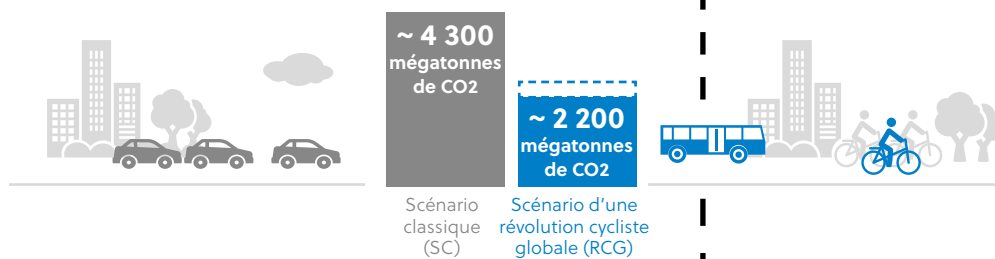 ~ 4 300
mégatonnes
de CO2
~ 2 200
mégatonnes
de CO2
Scénario
classique
(SC)
Scénario d’une
révolution cycliste
globale (RCG)